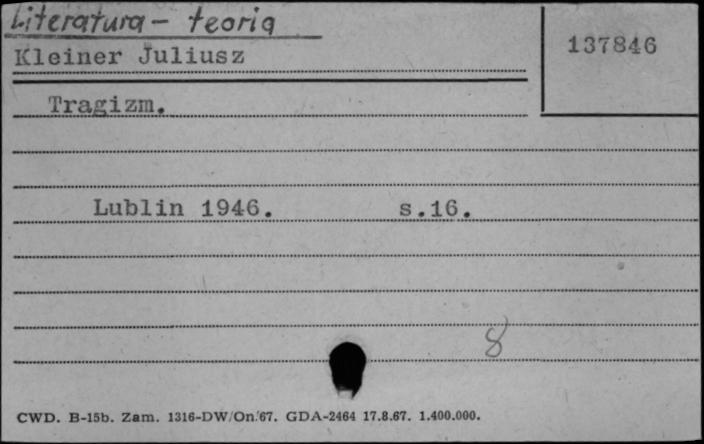 Literatura - teoria
Kleiner Juliusz
137846
Tragizm.
Lublin 1946. s.16.
8
CWD. B-15b. Zam. 1316-DW/On.'67. GDA-2464 17.8.67. 1.400.000.